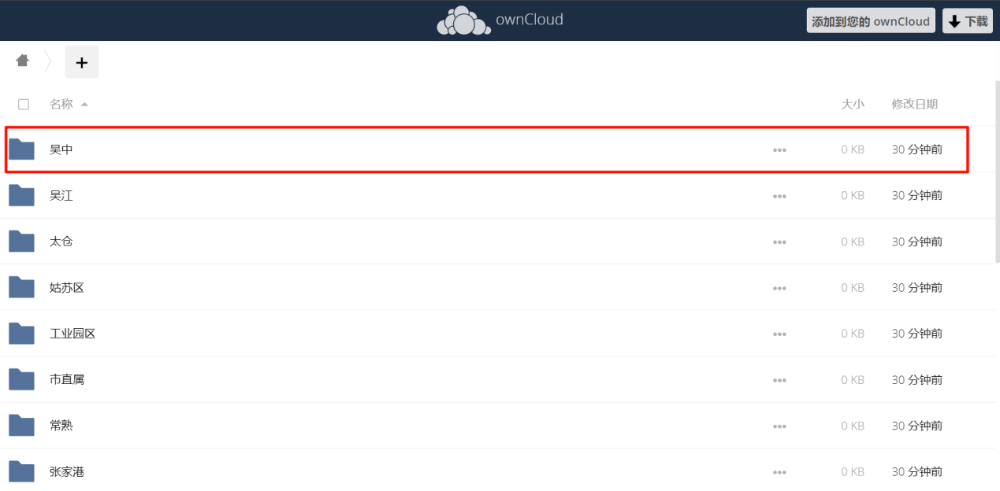 ownCloud
添加到您的 ownCloud
下载
名称 大小 修改日期
吴中 0 KB 30 分钟前
吴江 0 KB 30 分钟前
太仓 0 KB 30 分钟前
姑苏区 0 KB 30 分钟前
工业园区 0 KB 30 分钟前
市直属 0 KB 30 分钟前
常熟 0 KB 30 分钟前
张家港 0 KB 30 分钟前